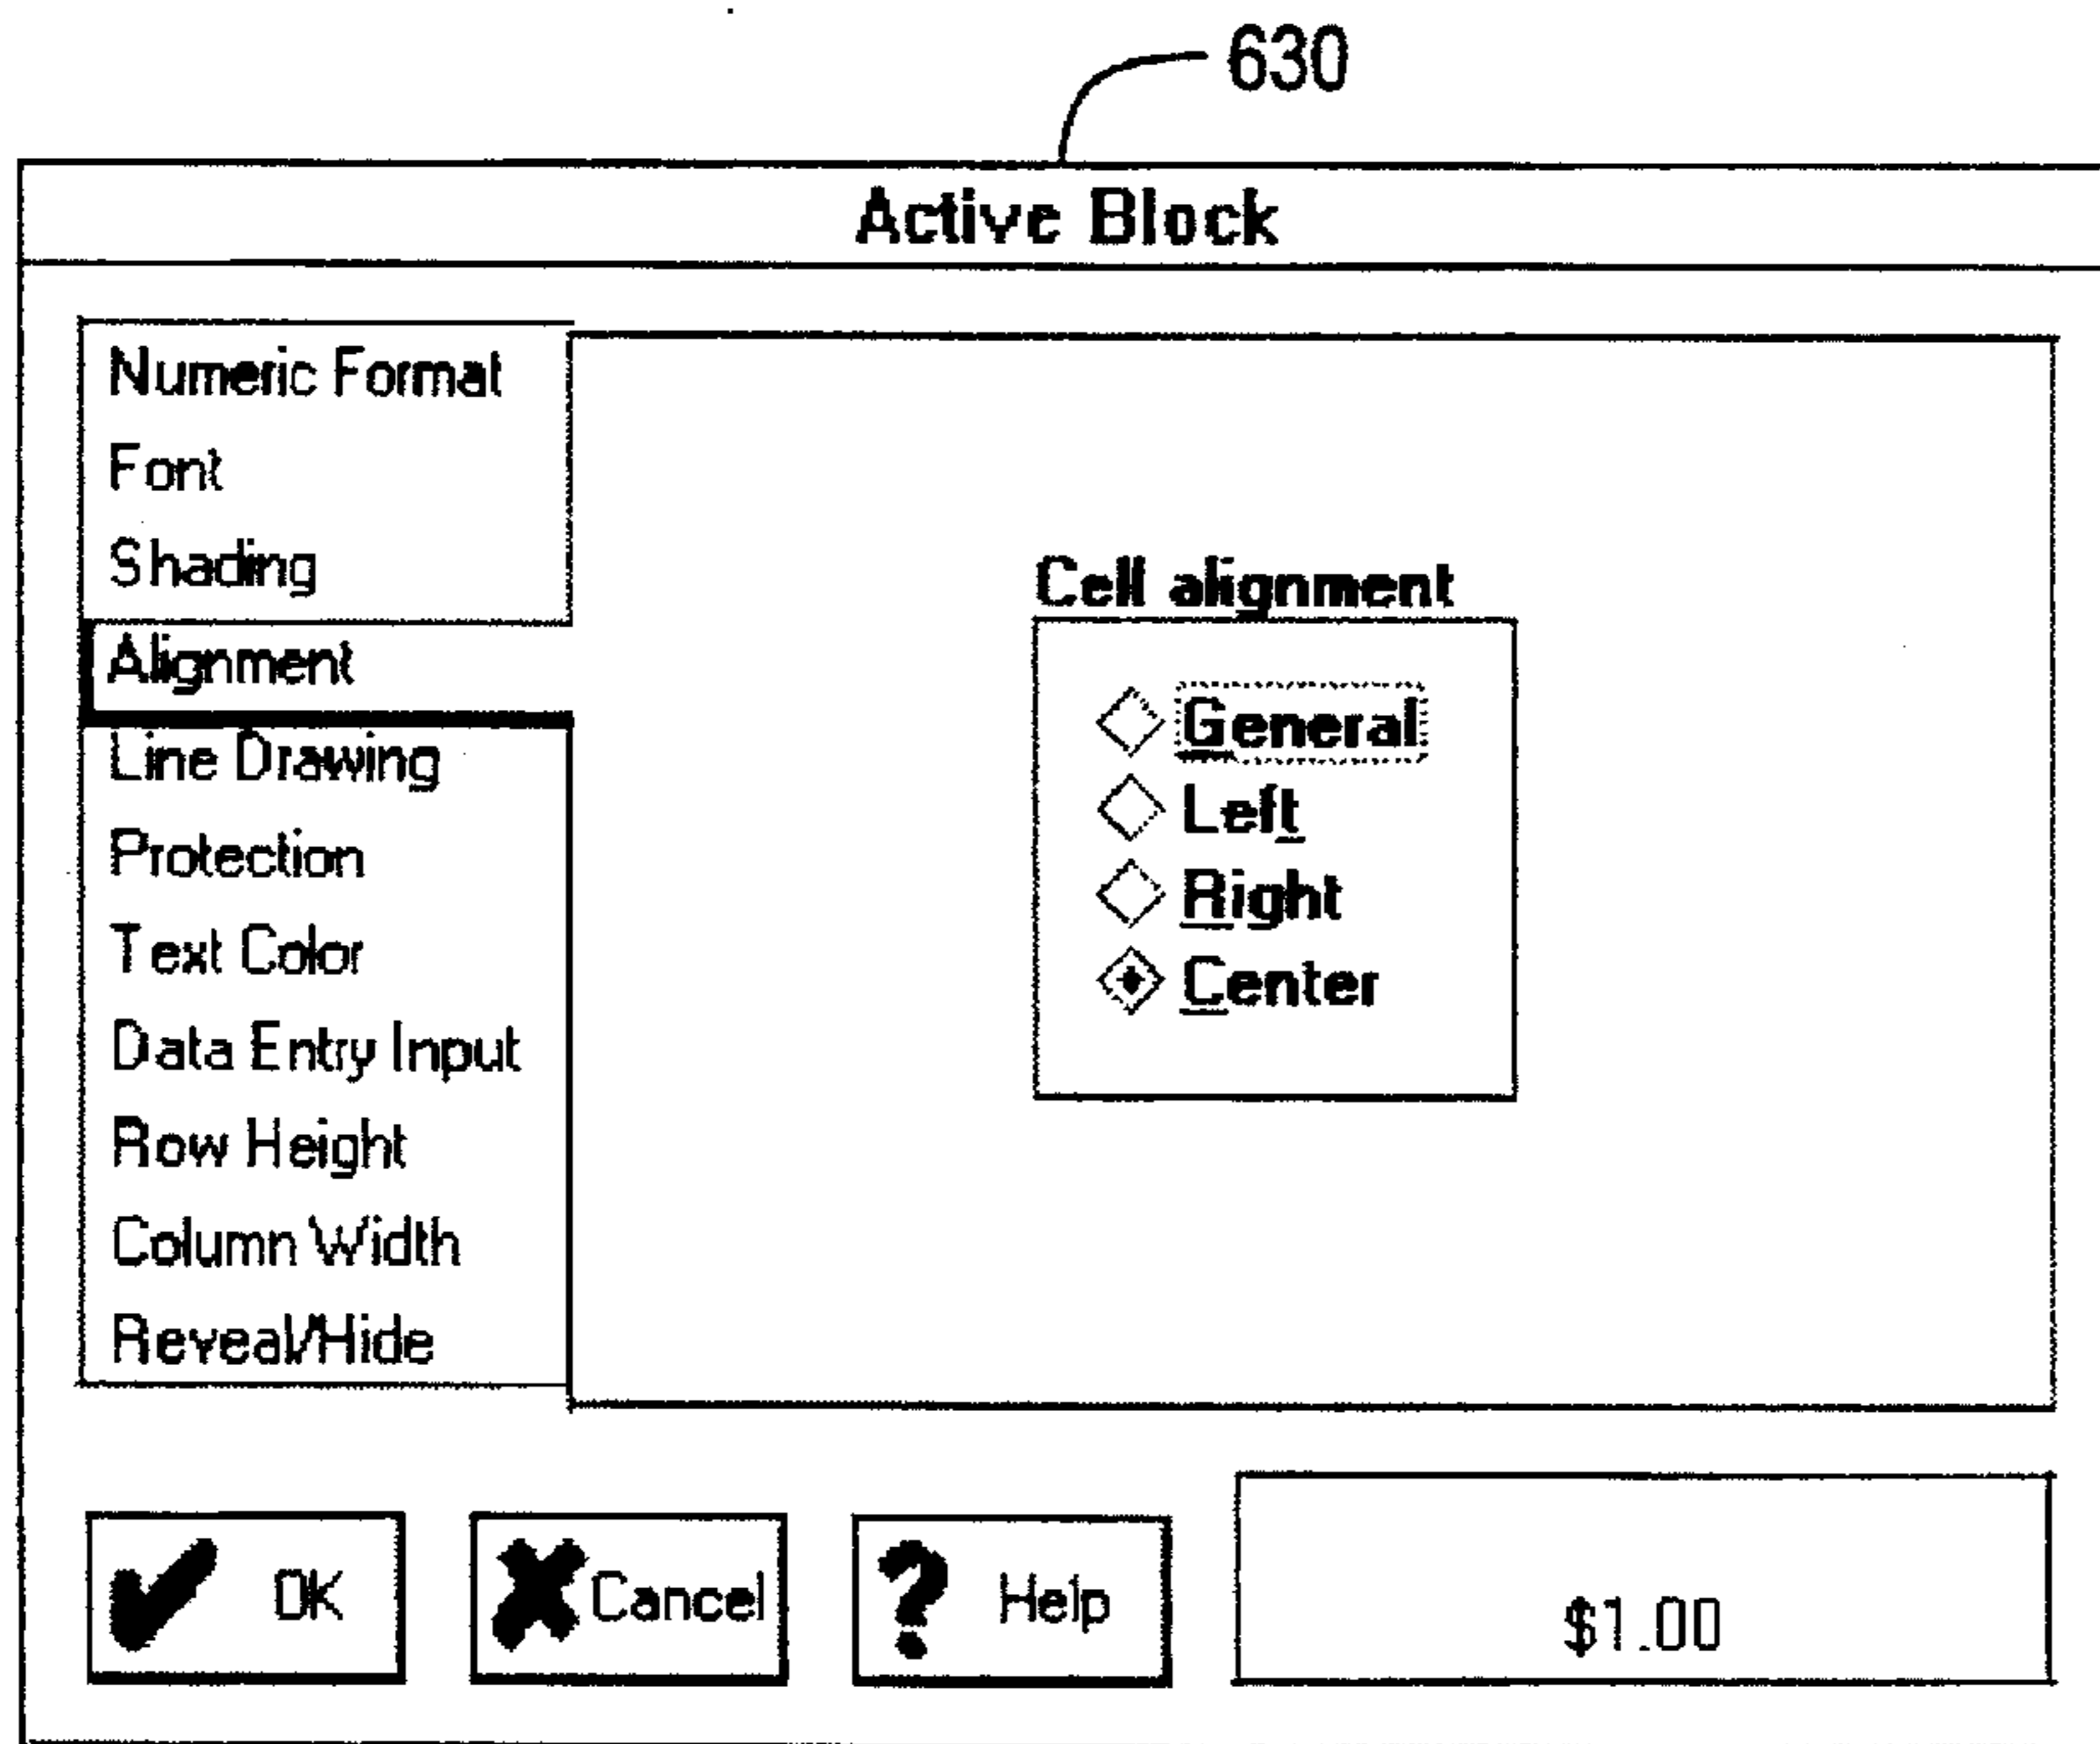 630
Active Block
Numeric Format
Font
Shading
Alignment
Line Drawing
Protection
Text Color
Data Entry Input
Row Height
Column Width
Reveal/Hide
Cell alignment
General
Left
Right
Center
OK
Cancel
Help
$1.00